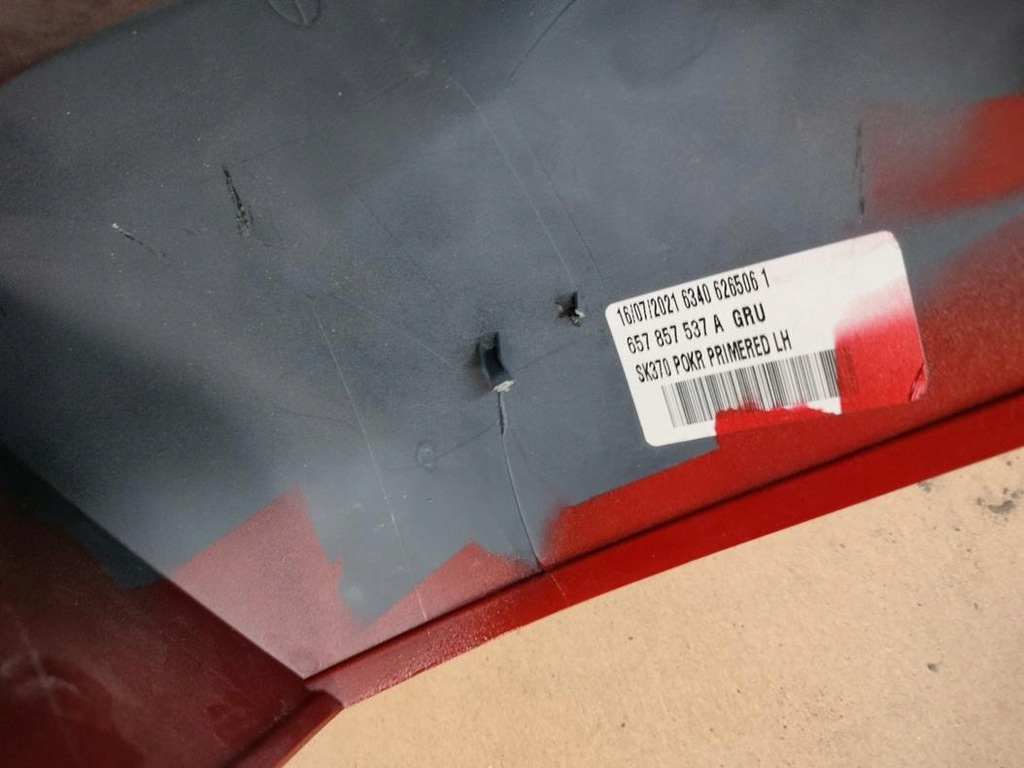 16/07/2021 6340 626506 1
657 857 537 A GRU
SK370 POKR PRIMERED LH